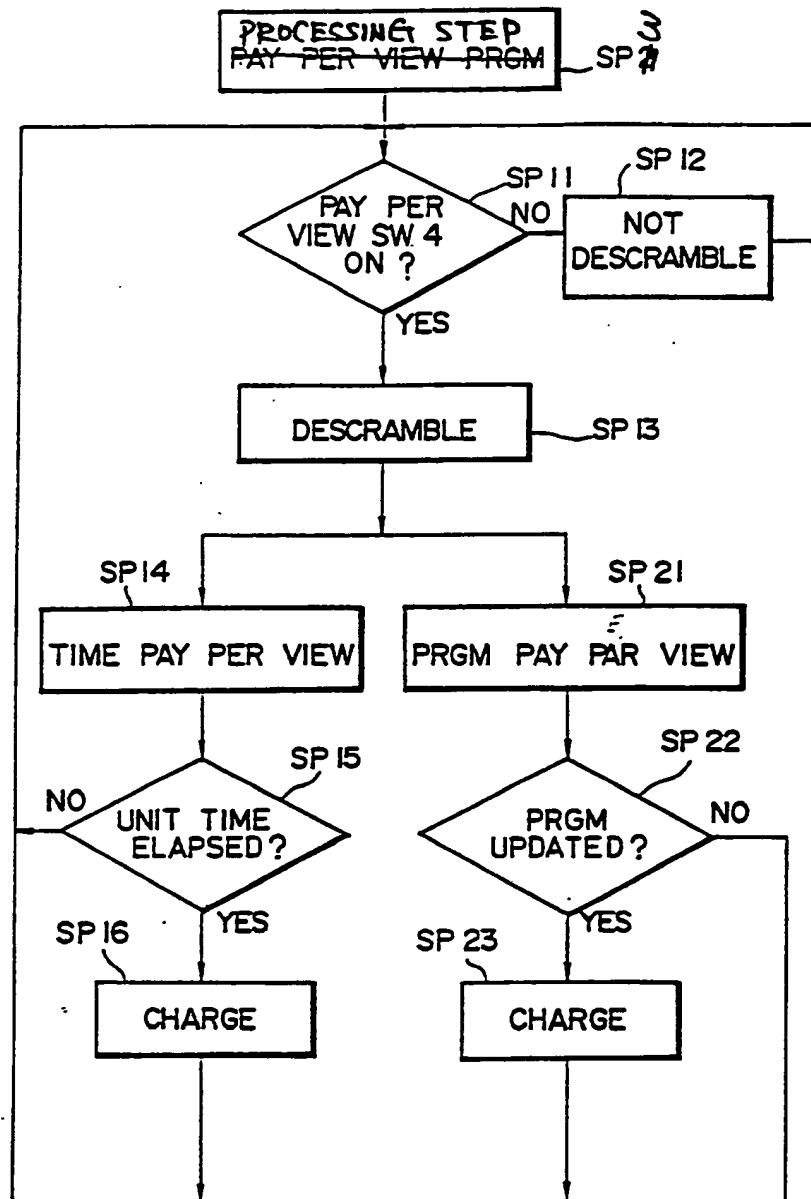 PROCESSING STEP
PAY PER VIEW PRGM
SP 3
SP 11
PAY PER
VIEW SW. 4
ON ?
NO
SP 12
NOT
DESCRAMBLE
YES
DESCRAMBLE
SP 13
SP 14
TIME PAY PER VIEW
SP 21
E
PRGM PAY PAR VIEW
SP 15
NO
UNIT TIME
ELAPSED ?
YES
SP 22
PRGM
UPDATED ?
NO
YES
SP 16
CHARGE
SP 23
CHARGE